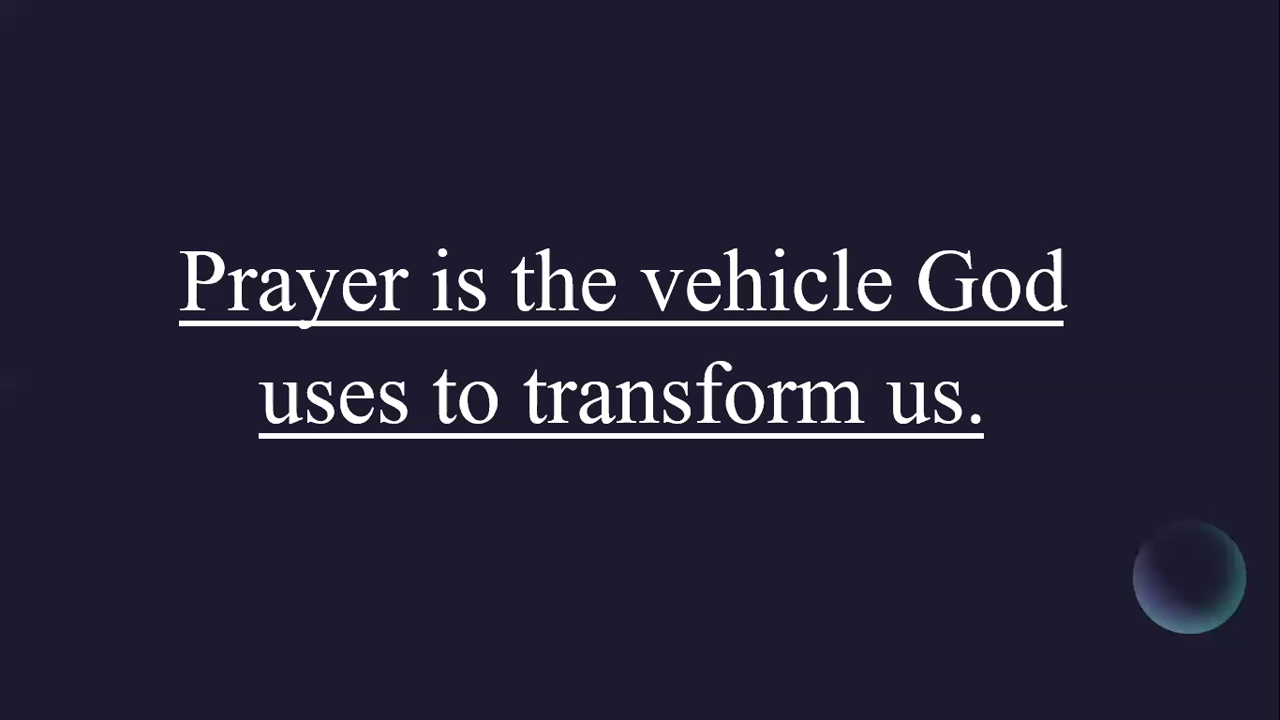 Prayer is the vehicle God
uses to transform us.